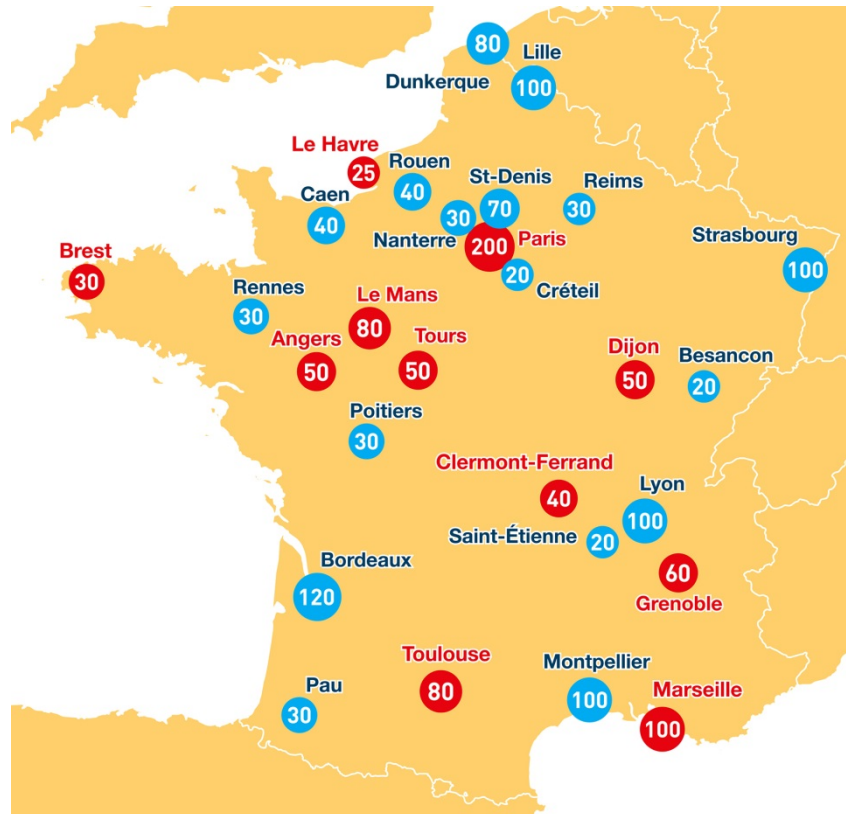 80
Lille
Dunkerque
100
Le Havre
25
Rouen
40
St-Denis
70
Reims
30
Caen
40
30
Nanterre
200
Paris
Strasbourg
100
Brest
30
20
Créteil
Rennes
30
Le Mans
80
Angers
50
Tours
50
Dijon
50
Besancon
20
Poitiers
30
Clermont-Ferrand
40
Lyon
100
Saint-Étienne
20
Bordeaux
120
60
Grenoble
Toulouse
80
Montpellier
100
Marseille
100
Pau
30